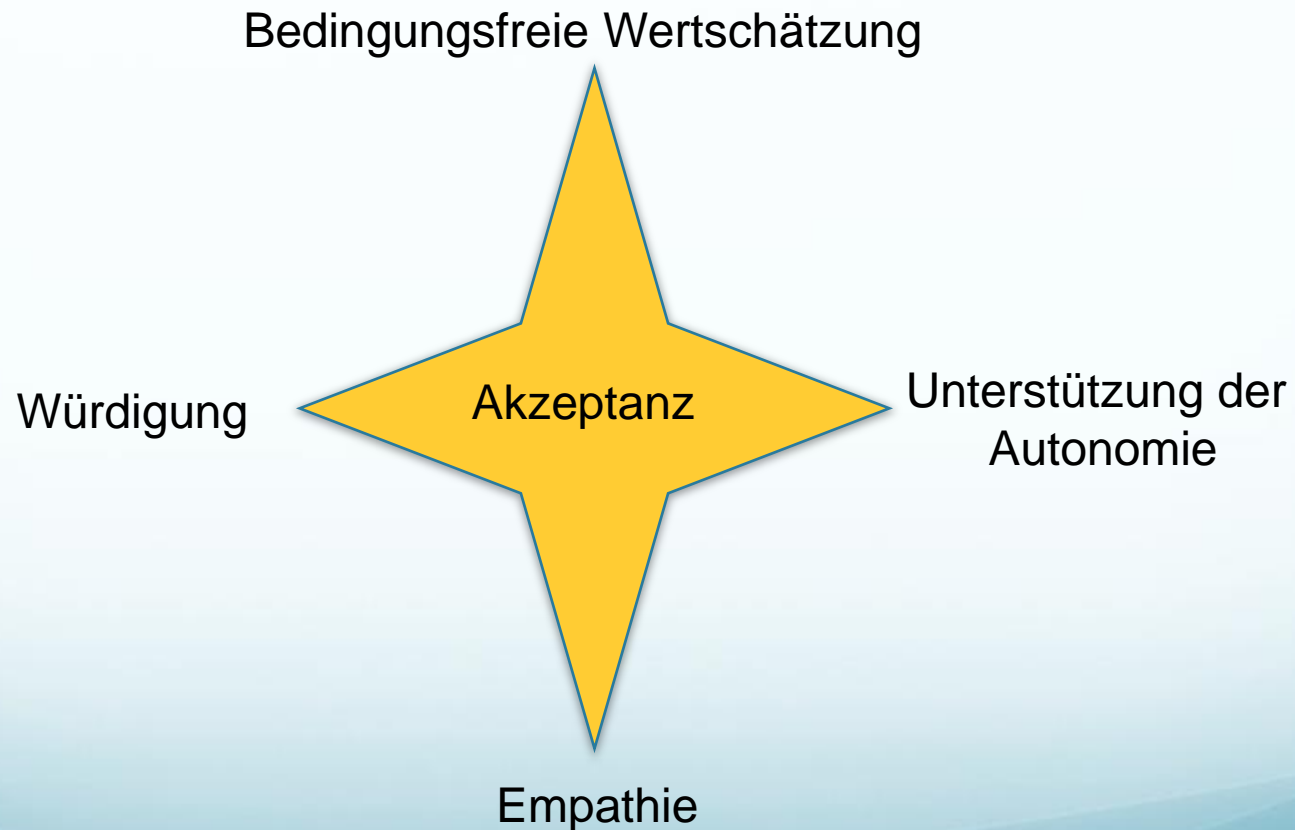 Bedingungsfreie Wertschätzung
Würdigung
Akzeptanz
Unterstützung der
Autonomie
Empathie